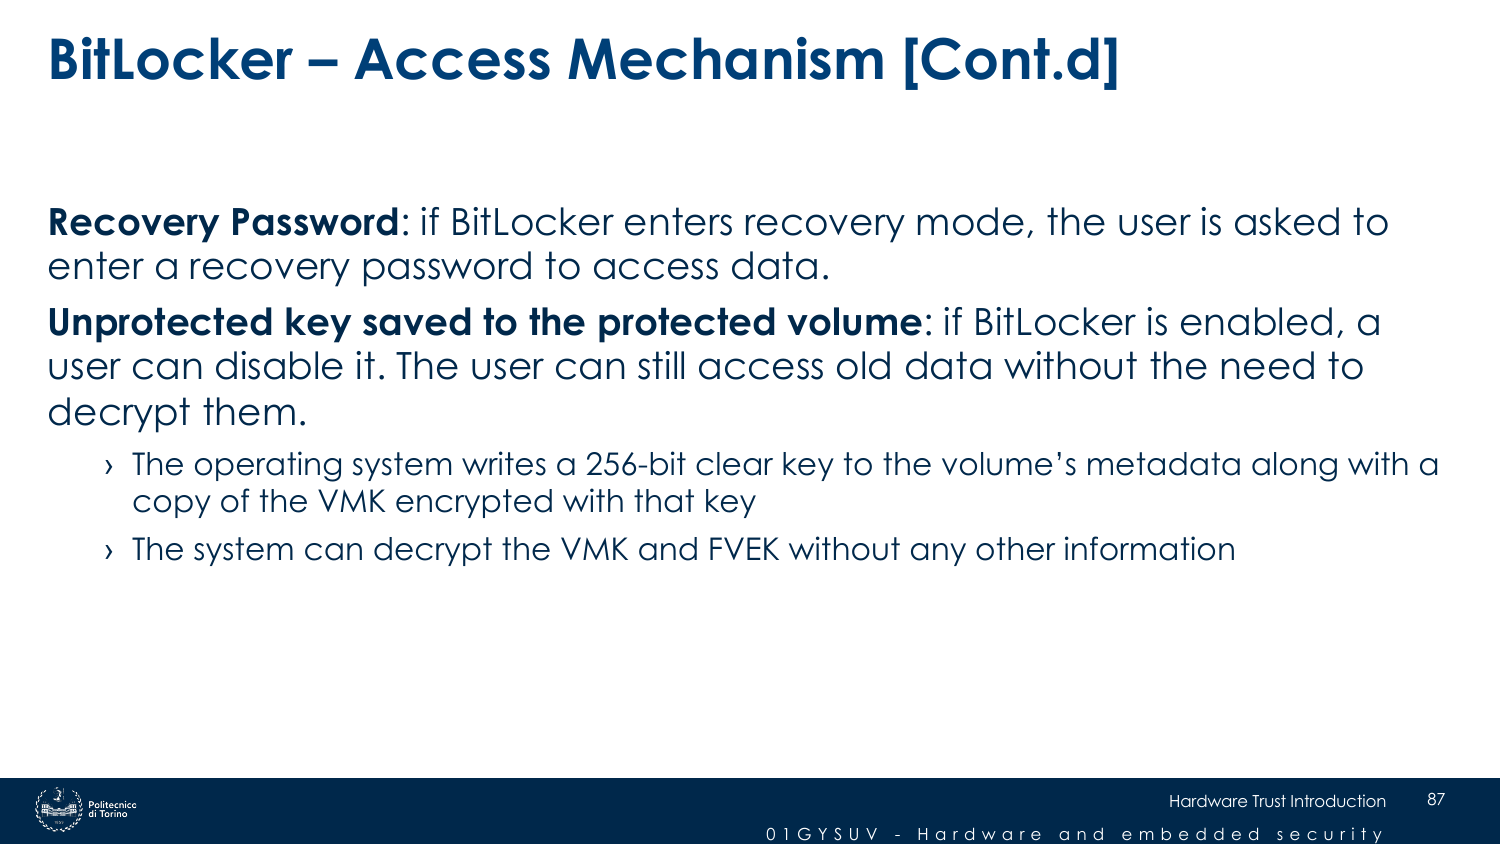 BitLocker – Access Mechanism [Cont.d]
Recovery Password: if BitLocker enters recovery mode, the user is asked to
enter a recovery password to access data.
Unprotected key saved to the protected volume: if BitLocker is enabled, a
user can disable it. The user can still access old data without the need to
decrypt them.
› The operating system writes a 256-bit clear key to the volume’s metadata along with a
copy of the VMK encrypted with that key
› The system can decrypt the VMK and FVEK without any other information
Politecnico
di Torino
Hardware Trust Introduction 87
01GYSUV - Hardware and embedded security